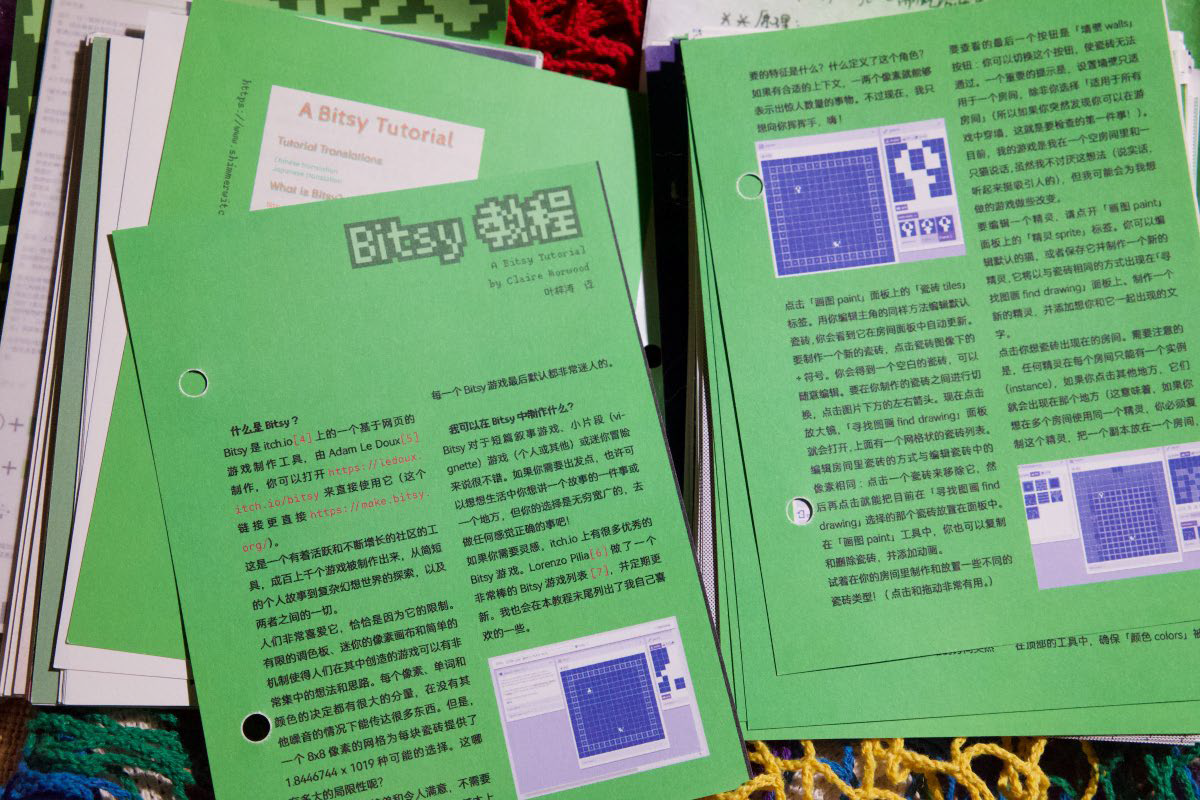 **原理:
https://www.shimmerwitc
A Bitsy Tutorial
Tutorial Translations
Chinese translation
Japanese translation
What is Bitsy?
Bitsy 教程
A Bitsy Tutorial
by Claire Morwood
叶梓涛 译
什么是 Bitsy?
Bitsy 是 itch.io[4] 上的一个基于网页的
游戏制作工具,由 Adam Le Doux[5]
制作,你可以打开 https://ledoux.
itch.io/bitsy 来直接使用它(这个
链接更直接 https://make.bitsy.
org/)。
这是一个有着活跃和不断增长的社区的工
具,成百上千个游戏被制作出来,从简短
的个人故事到复杂幻想世界的探索,以及
两者之间的一切。
人们非常喜爱它,恰恰是因为它的限制。
有限的调色板、迷你的像素画布和简单的
机制使得人们在其中创造的游戏可以有非
常集中的想法和思路。每个像素、单词和
颜色的决定都有很大的分量,在没有其
他噪音的情况下能传达很多东西。但是,
一个 8x8 像素的网格为每块瓷砖提供了
1.8446744 x 1019 种可能的选择。这哪
有多大的局限性呢?
和令人满意,不需要
每一个 Bitsy 游戏最后默认都非常迷人的。
我可以在 Bitsy 中制作什么?
Bitsy 对于短篇叙事游戏、小片段(vi-
gnette)游戏(个人或其他)或迷你冒险
来说很不错。如果你需要出发点,也许可
以想想生活中你想讲一个故事的一件事或
一个地方,但你的选择是无穷宽广的,去
做任何感觉正确的事吧!
如果你需要灵感,itch.io 上有很多优秀的
Bitsy 游戏。Lorenzo Pilia[6] 做了一个
非常棒的 Bitsy 游戏列表 [7],并定期更
新。我也会在本教程末尾列出了我自己喜
欢的一些。
要的特征是什么?什么定义了这个角色?
如果有合适的上下文,一两个像素就能够
表示出惊人数量的事物。不过现在,我只
想向你挥挥手,嗨!
点击「画图 paint」面板上的「瓷砖 tiles」
标签。用你编辑主角的同样方法编辑默认
瓷砖,你会看到它在房间面板中自动更新。
要制作一个新的瓷砖,点击瓷砖图像下的
+ 符号。你会得到一个空白的瓷砖,可以
随意编辑。要在你制作的瓷砖之间进行切
换,点击图片下方的左右箭头。现在点击
放大镜,「寻找图画 find drawing」面板
就会打开,上面有一个网格状的瓷砖列表。
编辑房间里瓷砖的方式与编辑瓷砖中的
像素相同:点击一个瓷砖来移除它,然
后再点击就能把目前在「寻找图画 find
drawing」选择的那个瓷砖放置在面板中。
在「画图 paint」工具中,你也可以复制
和删除瓷砖,并添加动画。
试着在你的房间里制作和放置一些不同的
瓷砖类型!(点击和拖动非常有用。)
要查看的最后一个按钮是「墙壁 walls」
按钮:你可以切换这个按钮,使瓷砖无法
通过。一个重要的提示是,设置墙壁只适
用于一个房间,除非你选择「适用于所有
房间」(所以如果你突然发现你可以在游
戏中穿墙,这就是要检查的第一件事!)。
目前,我的游戏是我在一个空房间里和一
只猫说话,虽然我不讨厌这想法(说实话,
听起来挺吸引人的),但我可能会为我想
做的游戏做些改变。
要编辑一个精灵,请点开「画图 paint」
面板上的「精灵 sprite」标签。你可以编
辑默认的猫,或者保存它并制作一个新的
精灵,它将以与瓷砖相同的方式出现在「寻
找图画 find drawing」面板上。制作一个
新的精灵,并添加想你和它一起出现的文
字。
点击你想瓷砖出现的房间。需要注意的
是,任何精灵在每个房间只能有一个实例
(instance),如果你点击其他地方,它们
就会出现在那个地方(这意味着,如果你
想在多个房间使用同一个精灵,你必须复
制这个精灵,把一个副本放在一个房间,
在顶部的工具中,确保「颜色 colors」被